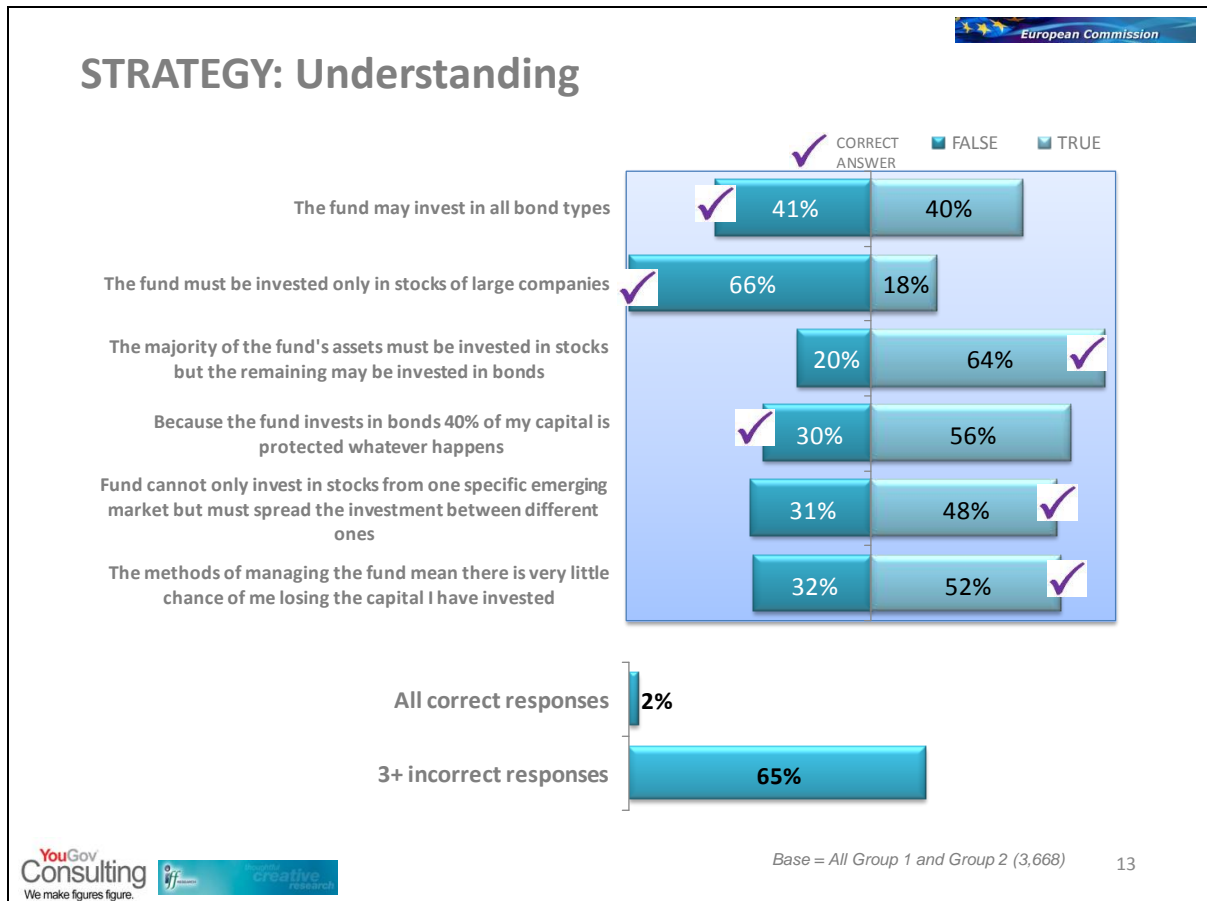 European Commission
STRATEGY: Understanding
CORRECT
ANSWER
FALSE
TRUE
The fund may invest in all bond types
41%
40%
The fund must be invested only in stocks of large companies
66%
18%
The majority of the fund's assets must be invested in stocks
but the remaining may be invested in bonds
20%
64%
Because the fund invests in bonds 40% of my capital is
protected whatever happens
30%
56%
Fund cannot only invest in stocks from one specific emerging
market but must spread the investment between different
ones
31%
48%
The methods of managing the fund mean there is very little
chance of me losing the capital I have invested
32%
52%
All correct responses
2%
3+ incorrect responses
65%
YouGov
Consulting
We make figures figure.
iff RESEARCH
creative
research
Base = All Group 1 and Group 2 (3,668)
13